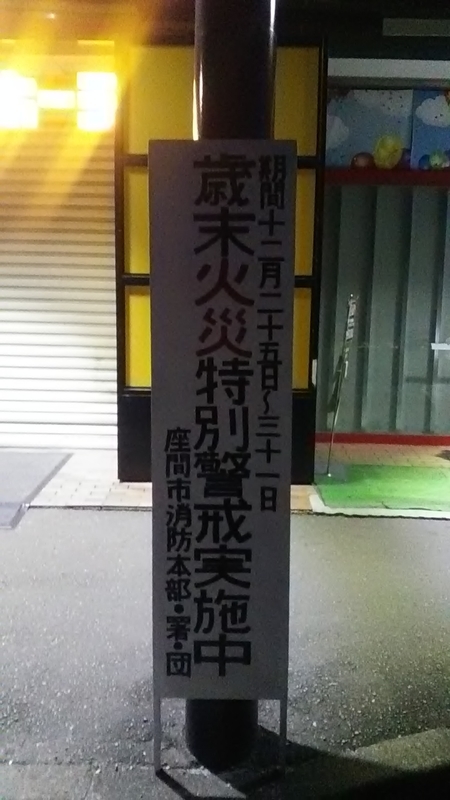 期間十二月二十五日〜三十一日
歳末火災特別警戒実施中
座間市消防本部・署・団